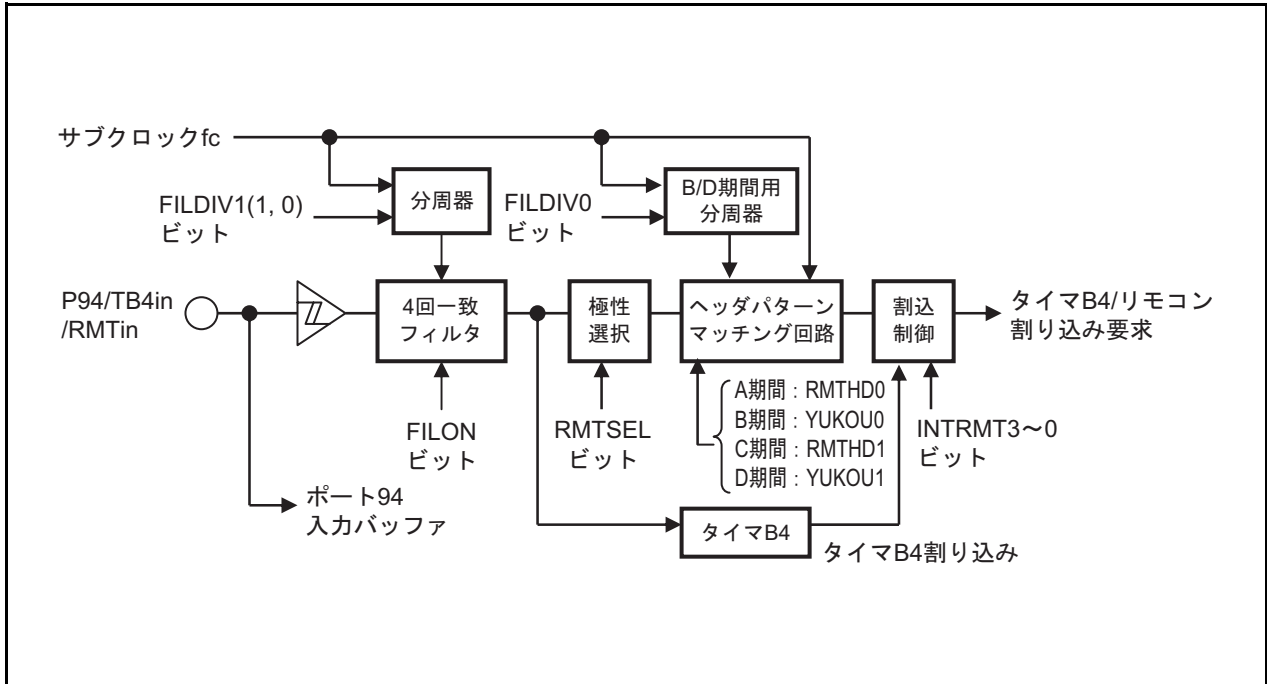 サブクロックfc
FILDIV1(1, 0)
ビット
分周器
FILDIV0
ビット
B/D期間用
分周器
P94/TB4in
/RMTin
4回一致
フィルタ
極性
選択
ヘッダパターン
マッチング回路
割込
制御
タイマB4/リモコン
割り込み要求
FILON
ビット
RMTSEL
ビット
A期間：RMTHD0
B期間：YUKOU0
C期間：RMTHD1
D期間：YUKOU1
INTRMT3～0
ビット
ポート94
入力バッファ
タイマB4
タイマB4割り込み